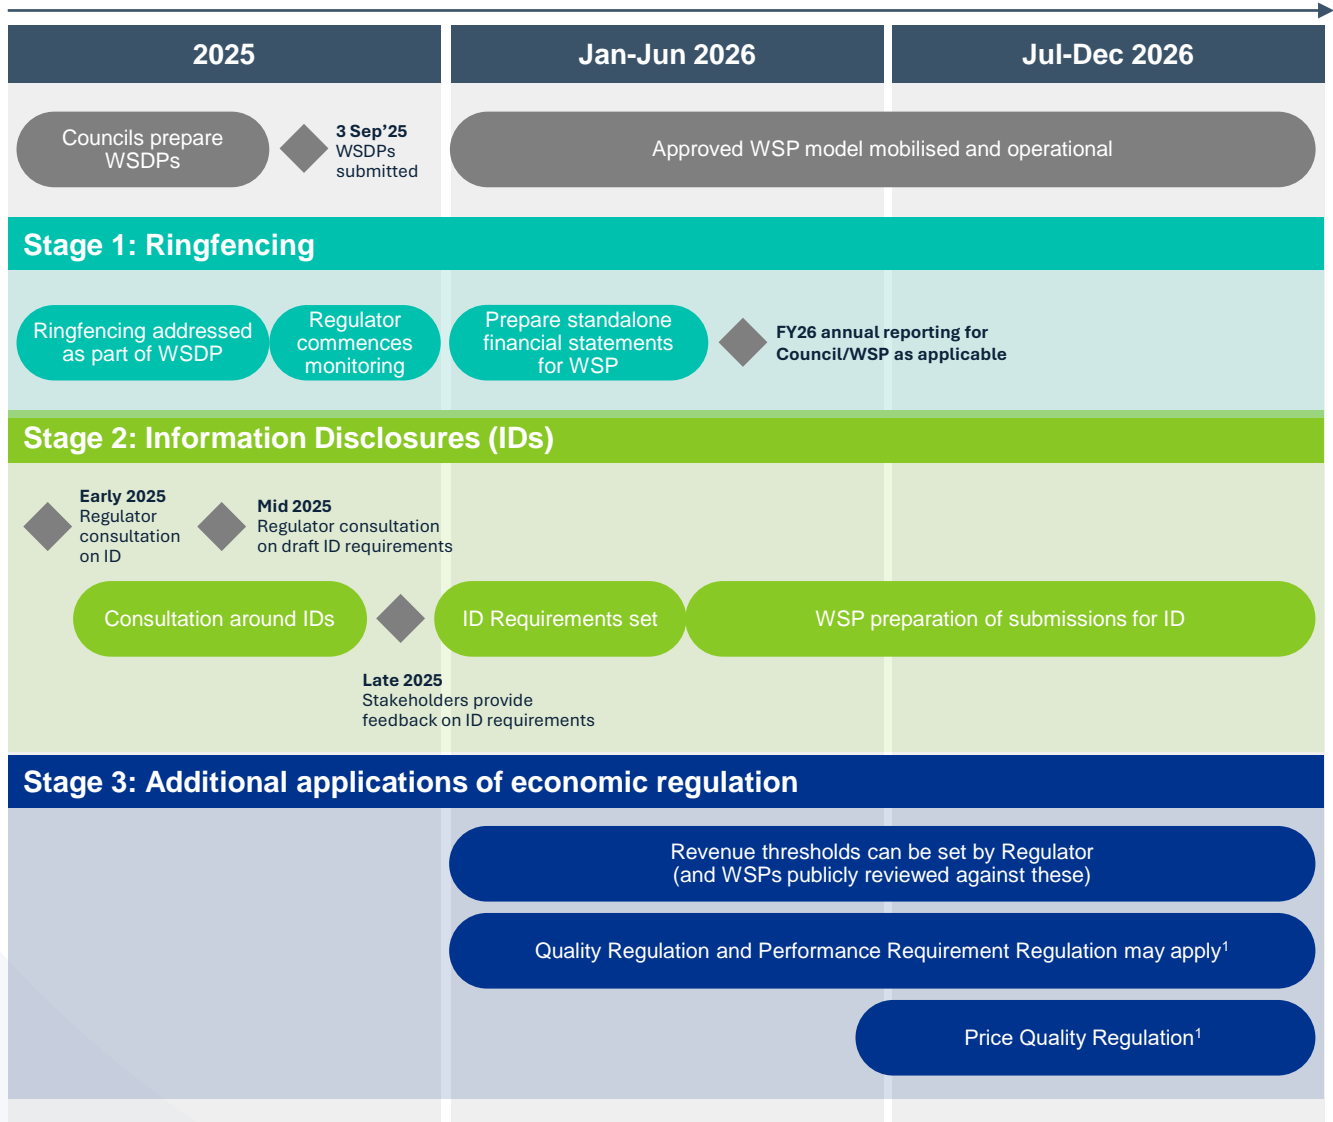 2025
Jan-Jun 2026
Jul-Dec 2026
Councils prepare
WSDPs
3 Sep’25
WSDPs
submitted
Approved WSP model mobilised and operational
Stage 1: Ringfencing
Ringfencing addressed
as part of WSDP
Regulator
commences
monitoring
Prepare standalone
financial statements
for WSP
FY26 annual reporting for
Council/WSP as applicable
Stage 2: Information Disclosures (IDs)
Early 2025
Regulator
consultation
on ID
Mid 2025
Regulator consultation
on draft ID requirements
Consultation around IDs
ID Requirements set
WSP preparation of submissions for ID
Late 2025
Stakeholders provide
feedback on ID requirements
Stage 3: Additional applications of economic regulation
Revenue thresholds can be set by Regulator
(and WSPs publicly reviewed against these)
Quality Regulation and Performance Requirement Regulation may apply¹
Price Quality Regulation¹